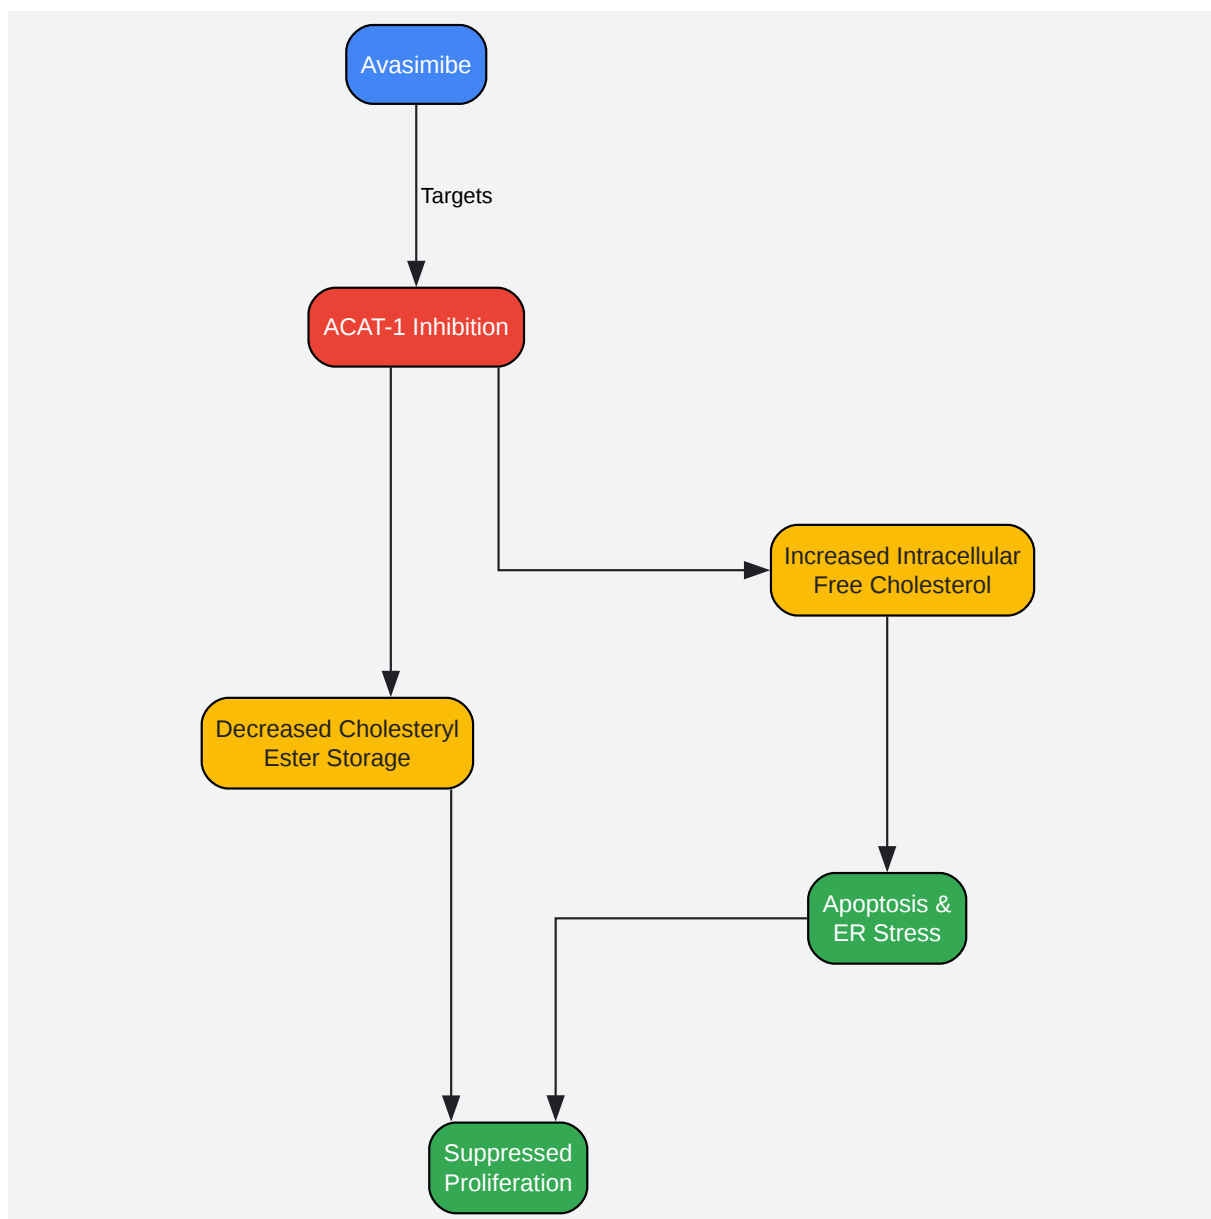 Avasimibe
Targets
ACAT-1 Inhibition
Increased Intracellular
Free Cholesterol
Decreased Cholesteryl
Ester Storage
Apoptosis &
ER Stress
Suppressed
Proliferation